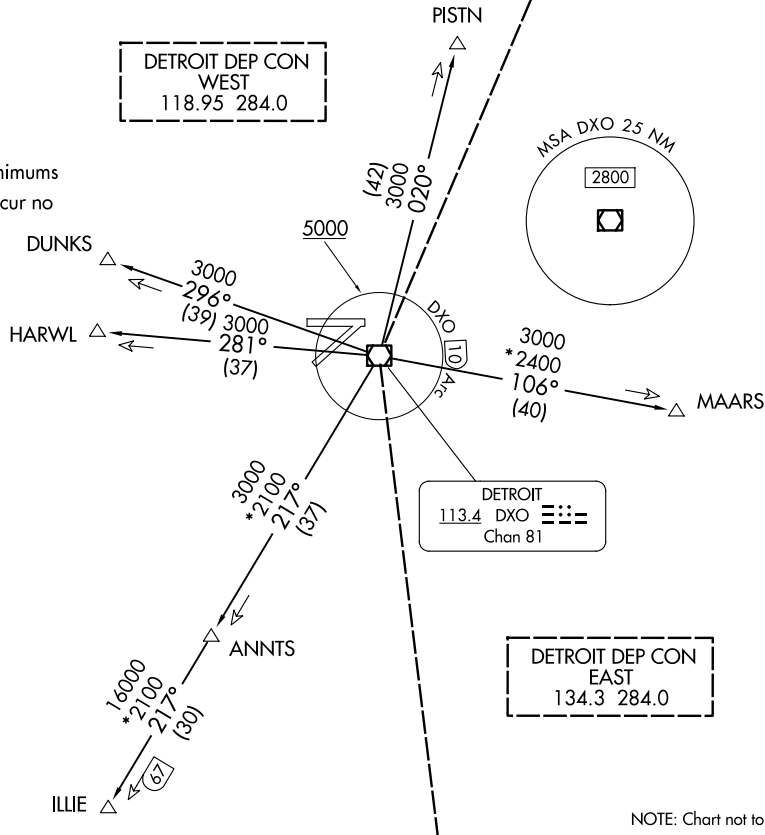 PISTN
DETROIT DEP CON
WEST
118.95 284.0
MSA DXO 25 NM
2800
(42)
3000
020°
cur no
5000
DUNKS
3000
296°
(39)
HARWL
3000
281°
(37)
DXO
10
Arc
3000
*2400
106°
(40)
MAARS
3000
*2100
217°
(37)
DETROIT
113.4 DXO
Chan 81
ANNTS
DETROIT DEP CON
EAST
134.3 284.0
16000
*2100
217°
(30)
67
ILLIE
NOTE: Chart not to